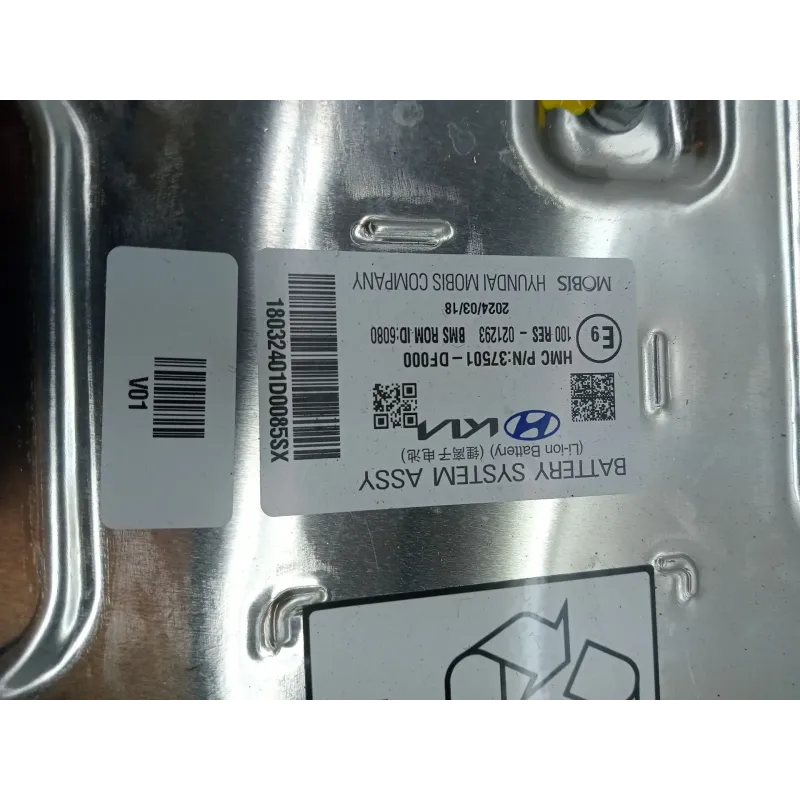 BATTERY SYSTEM ASSY
(Li-ion Battery) (锂离子电池)
KIA
HMC P/N:37501-DF000
E9
100 RES - 021293 BMS ROM ID:6080
2024/03/18
MOBIS HYUNDAI MOBIS COMPANY
18032401D00085SX
V01